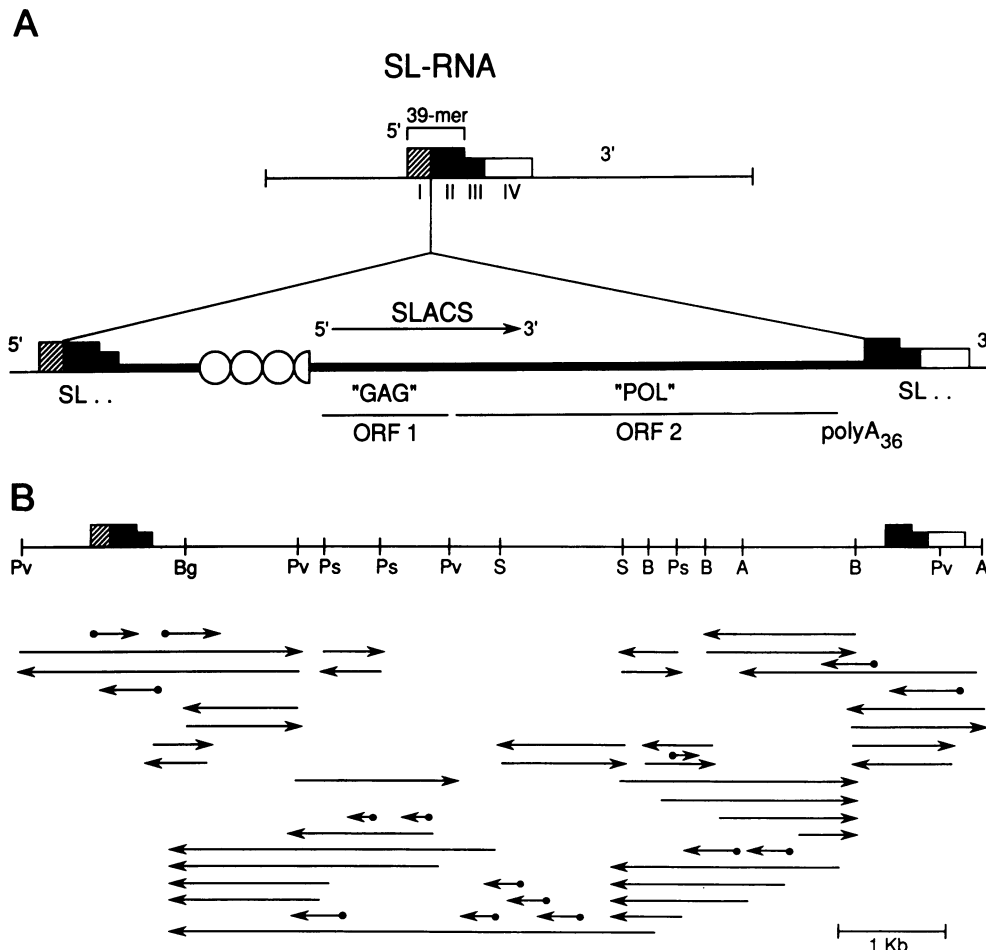 A
SL-RNA
39-mer
5' 3'
I II III IV
SLACS
5' 3'
5' 3'
SL . . "GAG" "POL" SL . .
ORF 1 ORF 2 polyA36
B
Pv Bg Pv Ps Ps Pv S S B Ps B A B Pv A
1 Kb